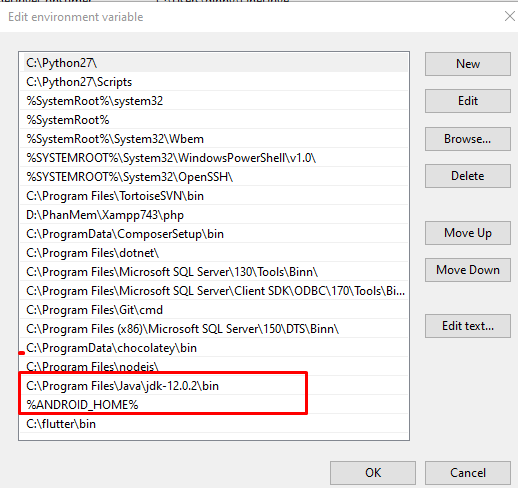 Edit environment variable
C:\Python27\
C:\Python27\Scripts
%SystemRoot%\system32
%SystemRoot%
%SystemRoot%\System32\Wbem
%SYSTEMROOT%\System32\WindowsPowerShell\v1.0\
%SYSTEMROOT%\System32\OpenSSH\
C:\Program Files\TortoiseSVN\bin
D:\PhanMem\Xampp743\php
C:\ProgramData\ComposerSetup\bin
C:\Program Files\dotnet\
C:\Program Files\Microsoft SQL Server\130\Tools\Binn\
C:\Program Files\Microsoft SQL Server\Client SDK\ODBC\170\Tools\Bi...
C:\Program Files\Git\cmd
C:\Program Files (x86)\Microsoft SQL Server\150\DTS\Binn\
C:\ProgramData\chocolatey\bin
C:\Program Files\nodejs\
C:\Program Files\Java\jdk-12.0.2\bin
%ANDROID_HOME%
C:\flutter\bin
New
Edit
Browse...
Delete
Move Up
Move Down
Edit text...
OK
Cancel